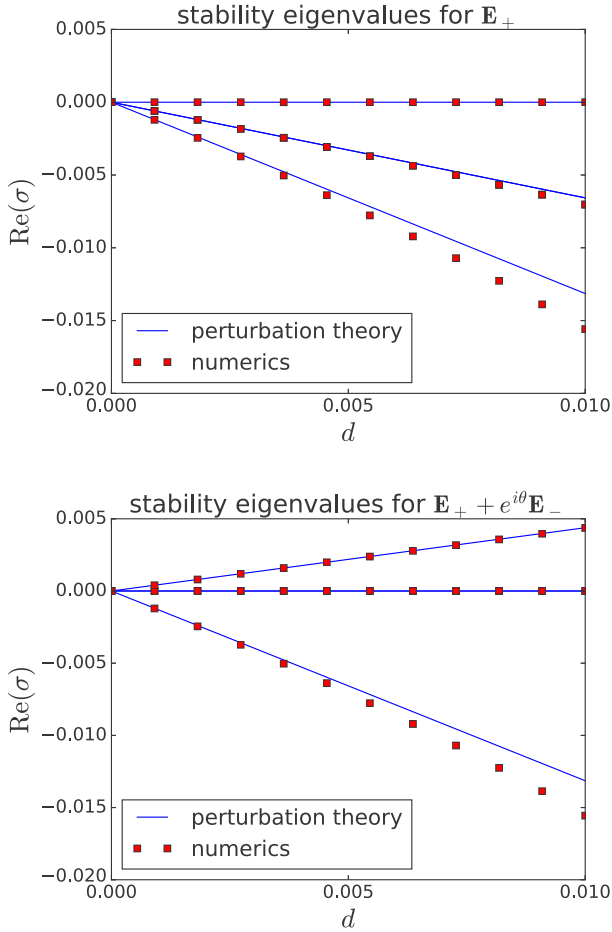 stability eigenvalues for E₊
0.005
0.000
−0.005
−0.010
−0.015
−0.020
Re(σ)
perturbation theory
numerics
0.000 0.005 0.010
d
stability eigenvalues for E₊ + e^{iθ}E₋
0.005
0.000
−0.005
−0.010
−0.015
−0.020
Re(σ)
perturbation theory
numerics
0.000 0.005 0.010
d